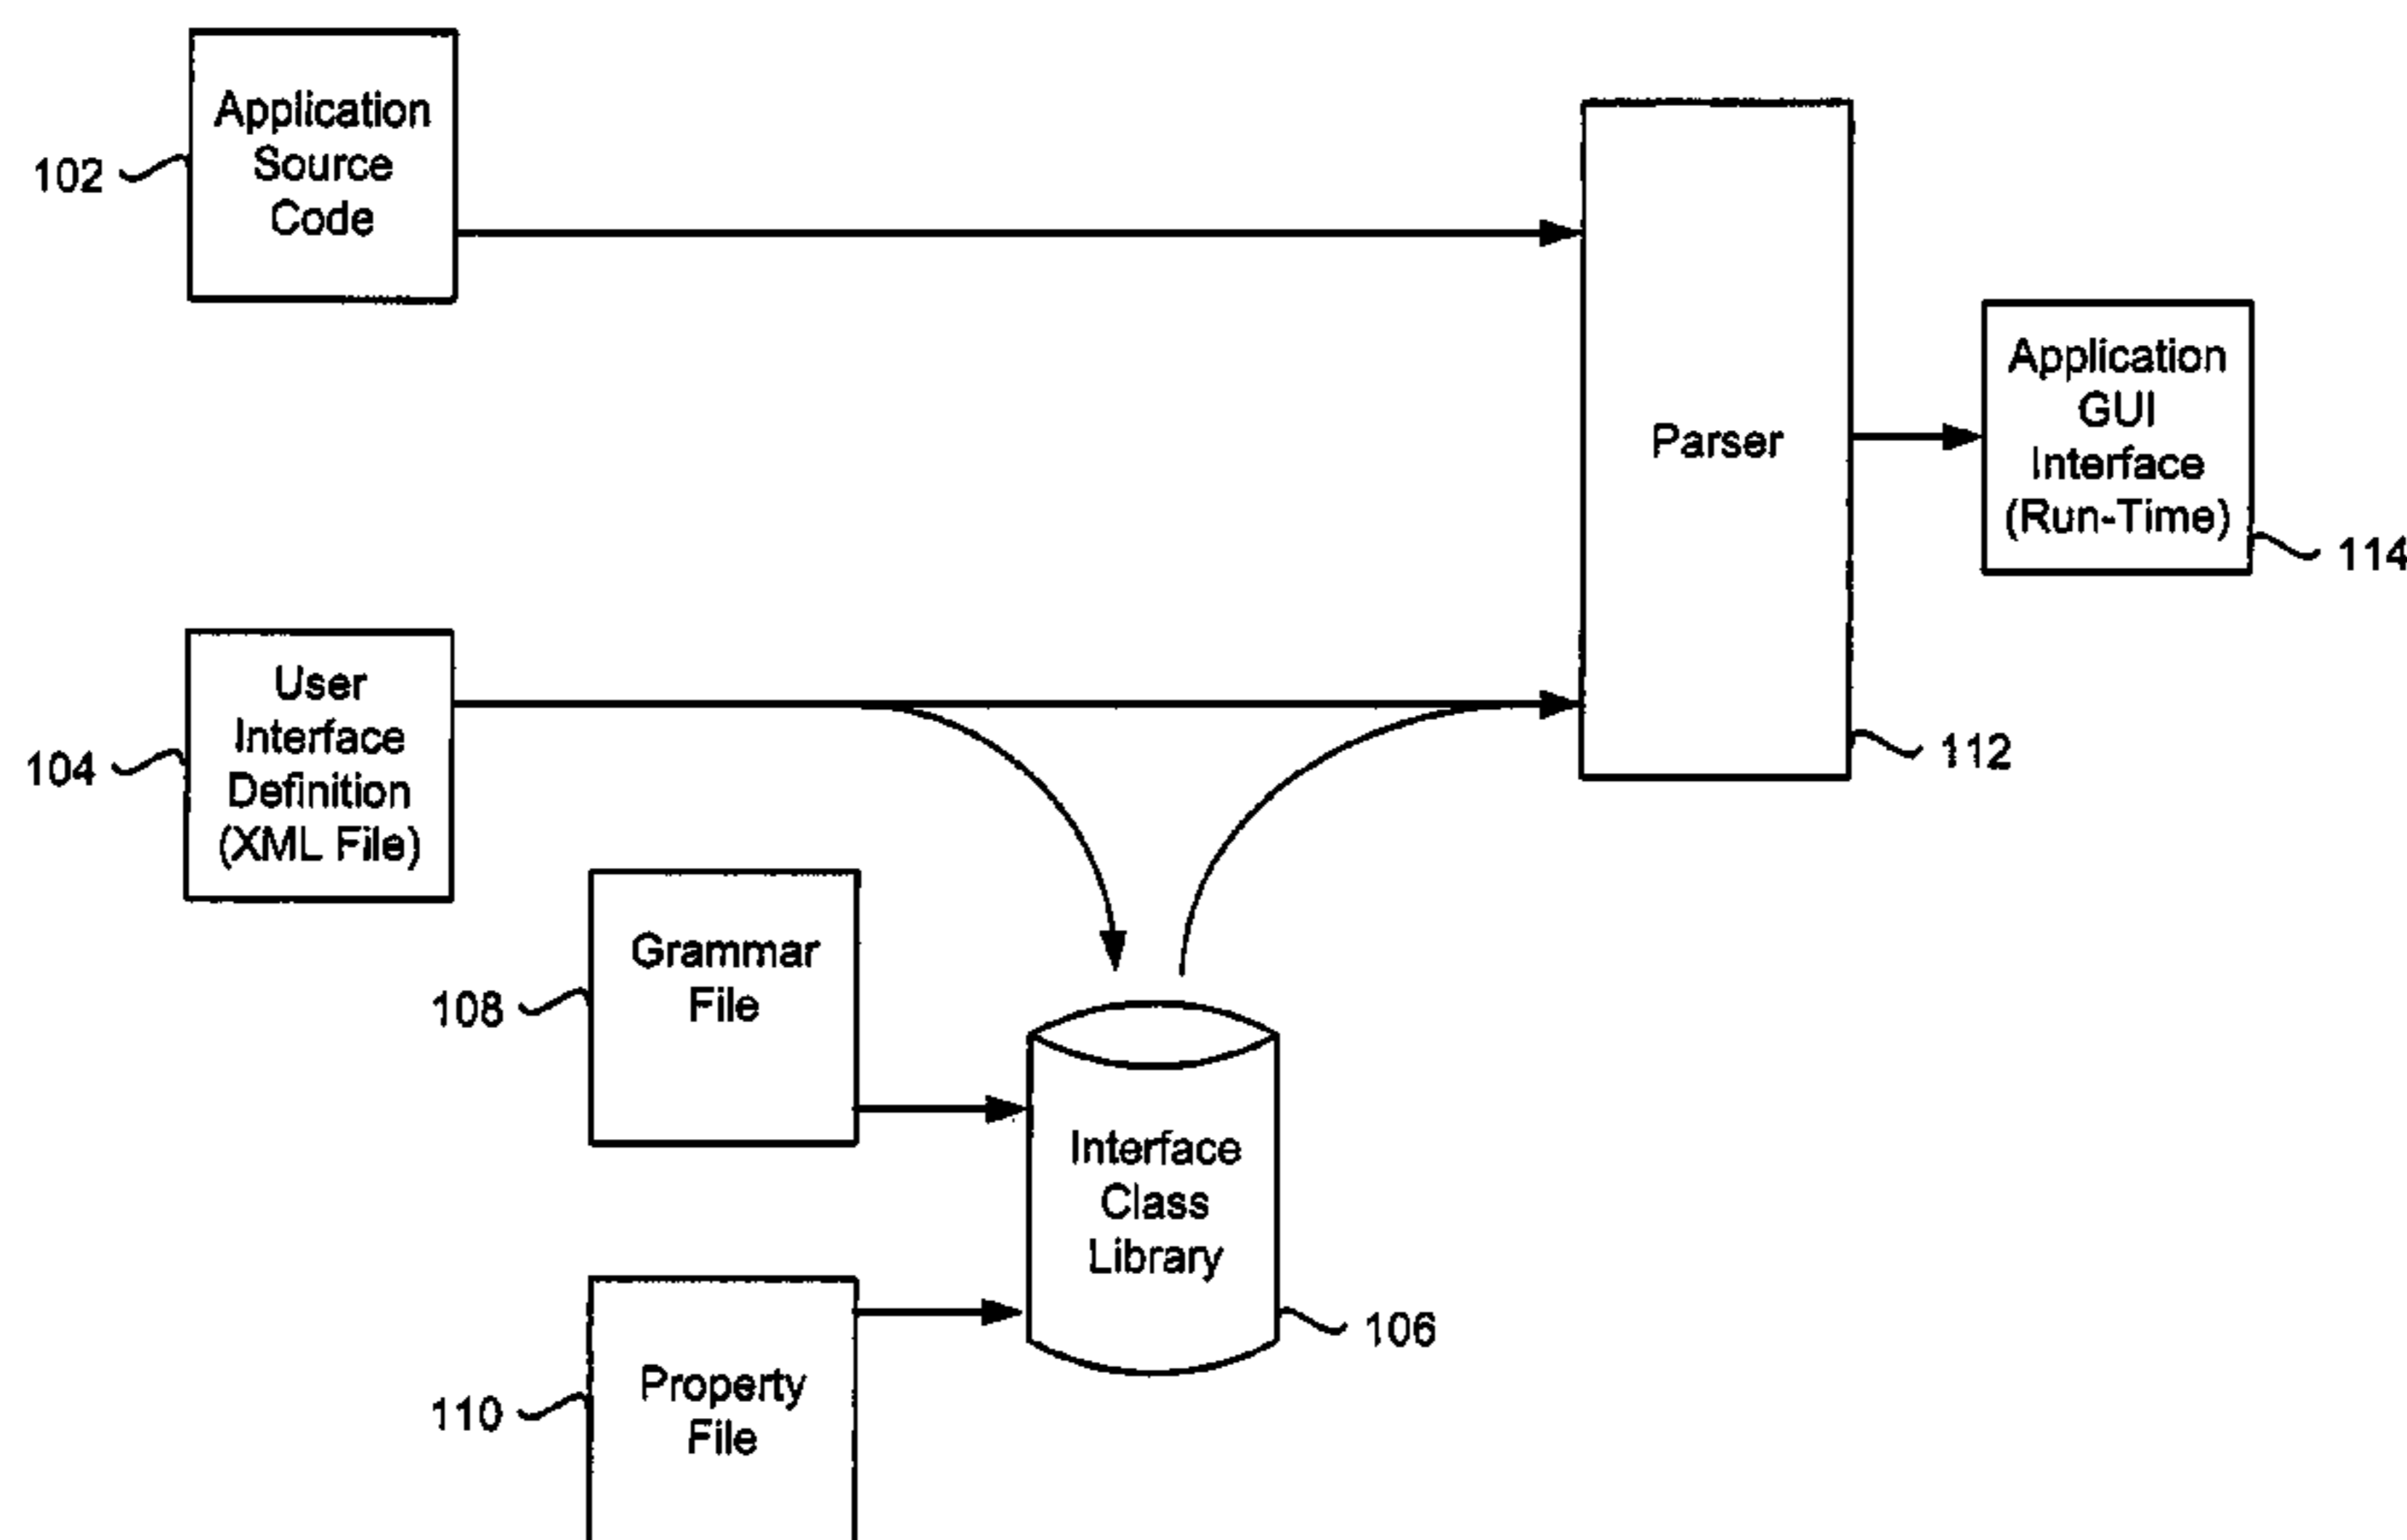 Application
Source
Code
102
Parser
112
Application
GUI
Interface
(Run-Time)
114
User
Interface
Definition
(XML File)
104
Grammar
File
108
Interface
Class
Library
106
Property
File
110